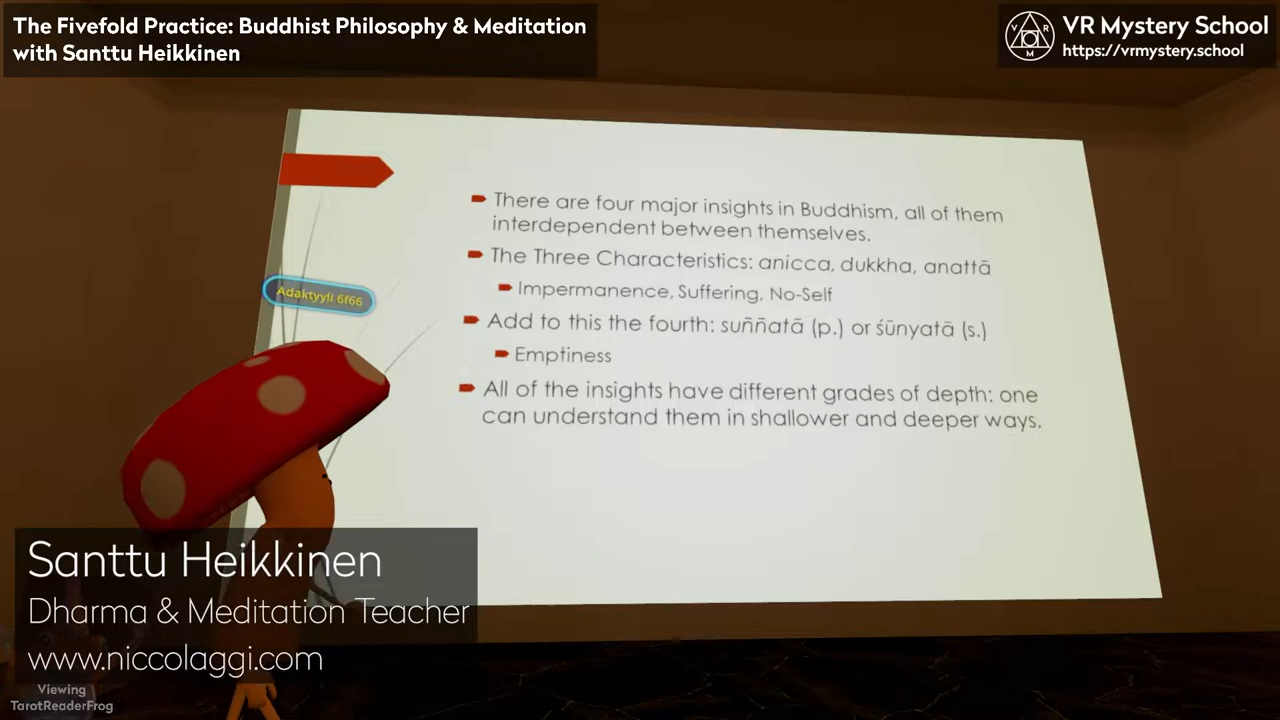 The Fivefold Practice: Buddhist Philosophy & Meditation
with Santtu Heikkinen
VR Mystery School
https://vrmystery.school
V R
M
There are four major insights in Buddhism, all of them
interdependent between themselves.
The Three Characteristics: anicca, dukkha, anattā
Impermanence, Suffering, No-Self
Add to this the fourth: suññatā (p.) or śūnyatā (s.)
Emptiness
All of the insights have different grades of depth: one
can understand them in shallower and deeper ways.
Adaktyyli 6f66
Santtu Heikkinen
Dharma & Meditation Teacher
www.niccolaggi.com
Viewing
TarotReaderFrog